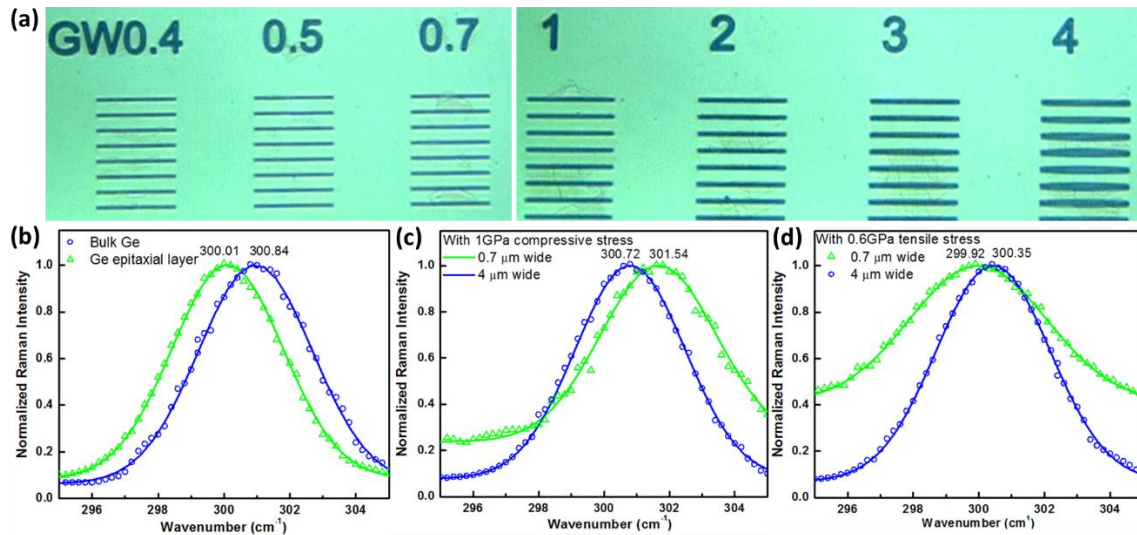 (a)
GW0.4 0.5 0.7 1 2 3 4
(b)
Bulk Ge
Ge epitaxial layer
300.01 300.84
Normalized Raman Intensity
1.0
0.8
0.6
0.4
0.2
0.0
296 298 300 302 304
Wavenumber (cm⁻¹)
(c)
With 1GPa compressive stress
0.7 μm wide
4 μm wide
300.72 301.54
Normalized Raman Intensity
1.0
0.8
0.6
0.4
0.2
0.0
296 298 300 302 304
Wavenumber (cm⁻¹)
(d)
With 0.6GPa tensile stress
0.7 μm wide
4 μm wide
299.92 300.35
Normalized Raman Intensity
1.0
0.8
0.6
0.4
0.2
0.0
296 298 300 302 304
Wavenumber (cm⁻¹)